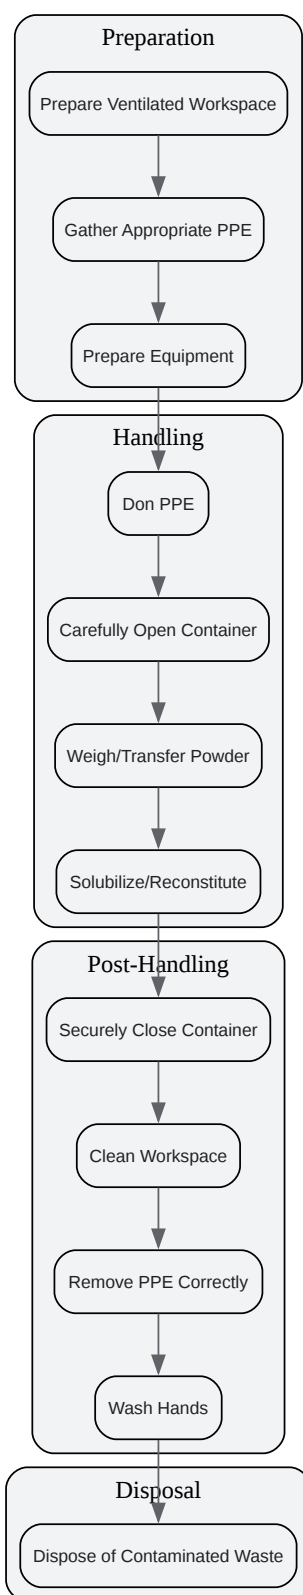 Preparation
Prepare Ventilated Workspace
Gather Appropriate PPE
Prepare Equipment
Handling
Don PPE
Carefully Open Container
Weigh/Transfer Powder
Solubilize/Reconstitute
Post-Handling
Securely Close Container
Clean Workspace
Remove PPE Correctly
Wash Hands
Disposal
Dispose of Contaminated Waste